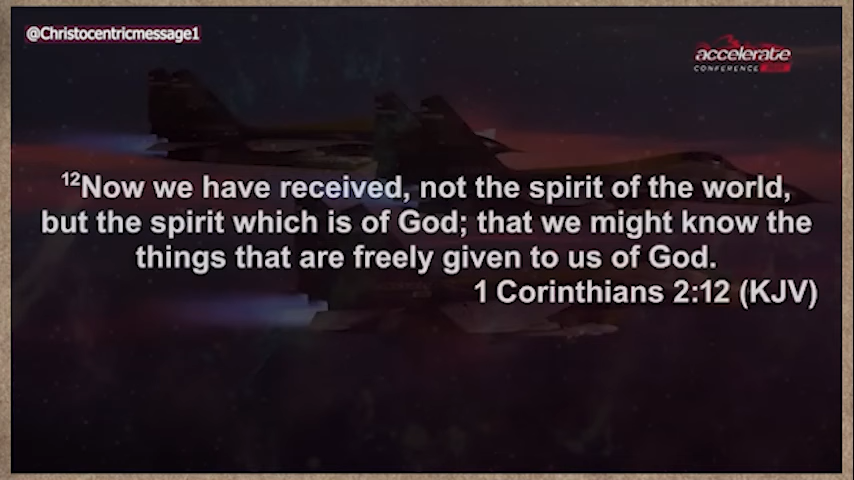 @Christocentricmessage1
accelerate
CONFERENCE
12Now we have received, not the spirit of the world,
but the spirit which is of God; that we might know the
things that are freely given to us of God.
1 Corinthians 2:12 (KJV)